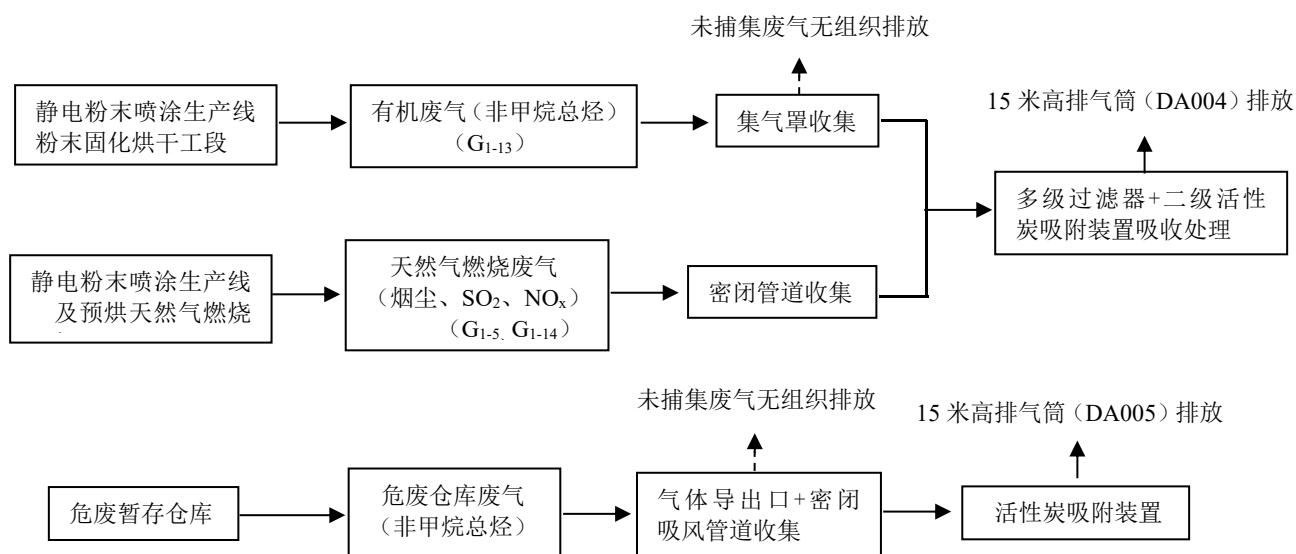 未捕集废气无组织排放
15 米高排气筒（DA004）排放
静电粉末喷涂生产线
粉末固化烘干工段
有机废气（非甲烷总烃）
（G1-13）
集气罩收集
多级过滤器+二级活性
炭吸附装置吸收处理
静电粉末喷涂生产线
及预烘天然气燃烧
天然气燃烧废气
（烟尘、SO2、NOx）
（G1-5、G1-14）
密闭管道收集
未捕集废气无组织排放
15 米高排气筒（DA005）排放
危废暂存仓库
危废仓库废气
（非甲烷总烃）
气体导出口+密闭
吸风管道收集
活性炭吸附装置